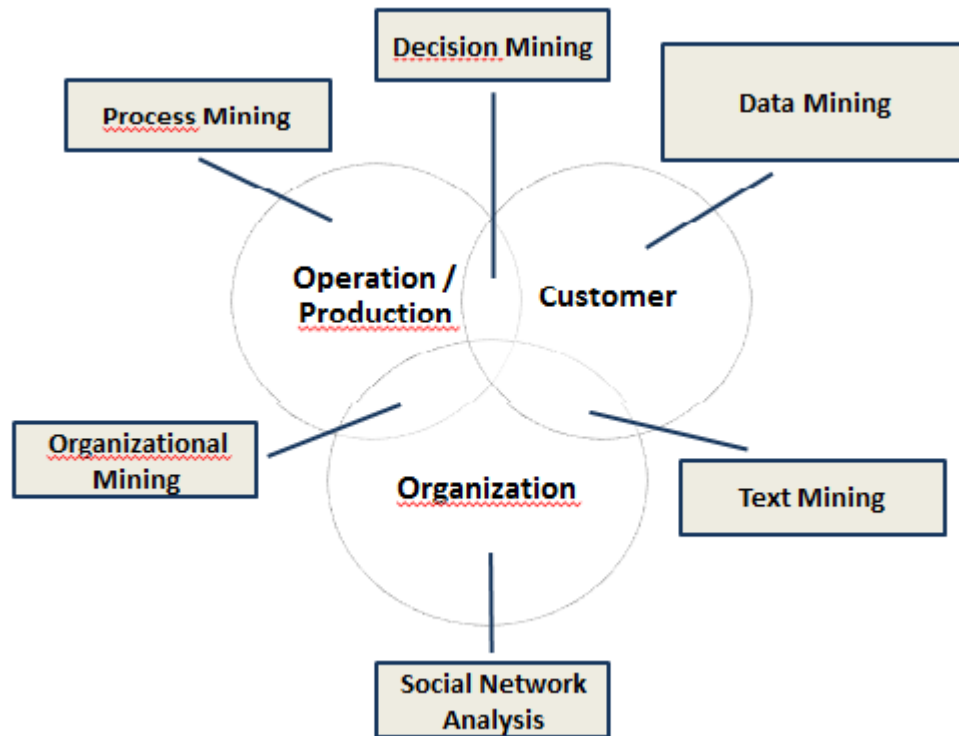 Decision Mining
Data Mining
Process Mining
Operation /
Production
Customer
Organizational
Mining
Organization
Text Mining
Social Network
Analysis